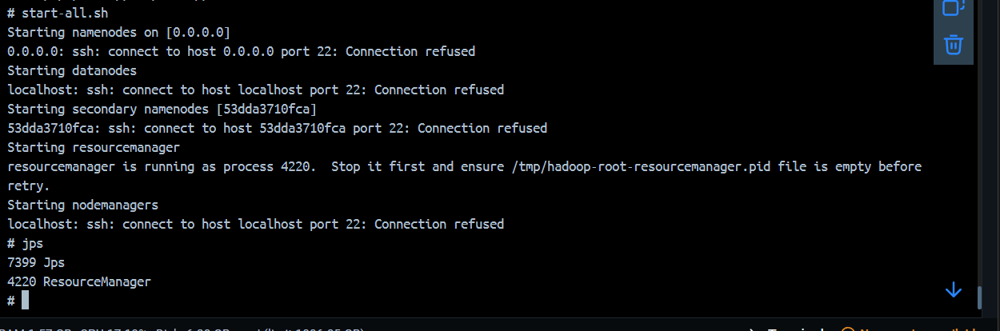 # start-all.sh
Starting namenodes on [0.0.0.0]
0.0.0.0: ssh: connect to host 0.0.0.0 port 22: Connection refused
Starting datanodes
localhost: ssh: connect to host localhost port 22: Connection refused
Starting secondary namenodes [53dda3710fca]
53dda3710fca: ssh: connect to host 53dda3710fca port 22: Connection refused
Starting resourcemanager
resourcemanager is running as process 4220.  Stop it first and ensure /tmp/hadoop-root-resourcemanager.pid file is empty before
retry.
Starting nodemanagers
localhost: ssh: connect to host localhost port 22: Connection refused
# jps
7399 Jps
4220 ResourceManager
#